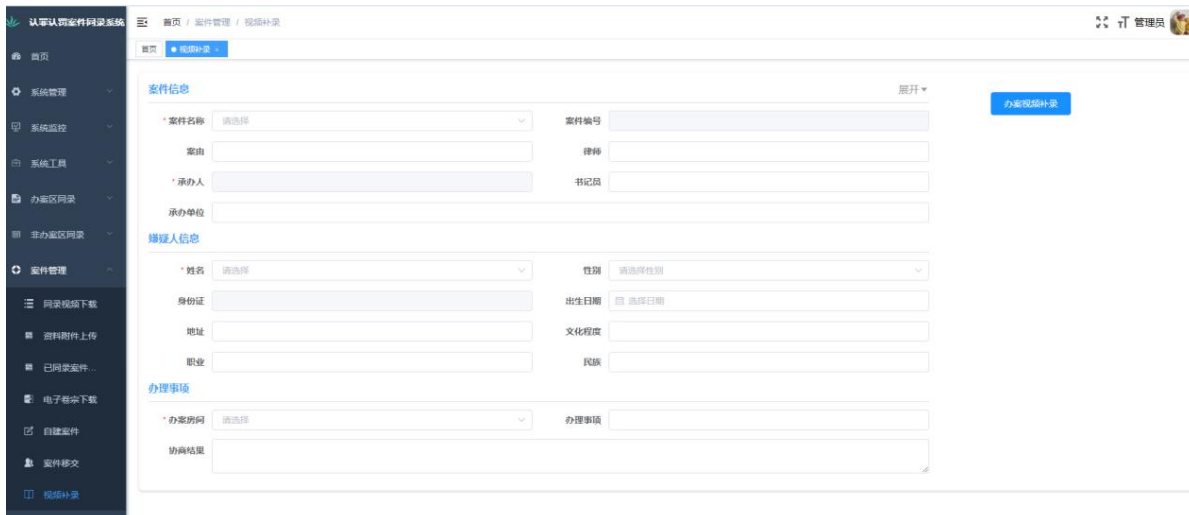 认罪认罚案件同录系统 首页 / 案件管理 / 视频补录 管理员
首页 视频补录 ×
首页
系统管理
系统监控
系统工具
办案区同录
非办案区同录
案件管理
同录视频下载
资料附件上传
已同录案件...
电子卷宗下载
自建案件
案件移交
视频补录
案件信息 展开
办案视频补录
* 案件名称 请选择 案件编号
案由 律师
* 承办人 书记员
承办单位
嫌疑人信息
* 姓名 请选择 性别 请选择性别
身份证 出生日期 选择日期
地址 文化程度
职业 民族
办理事项
* 办案房间 请选择 办理事项
协商结果